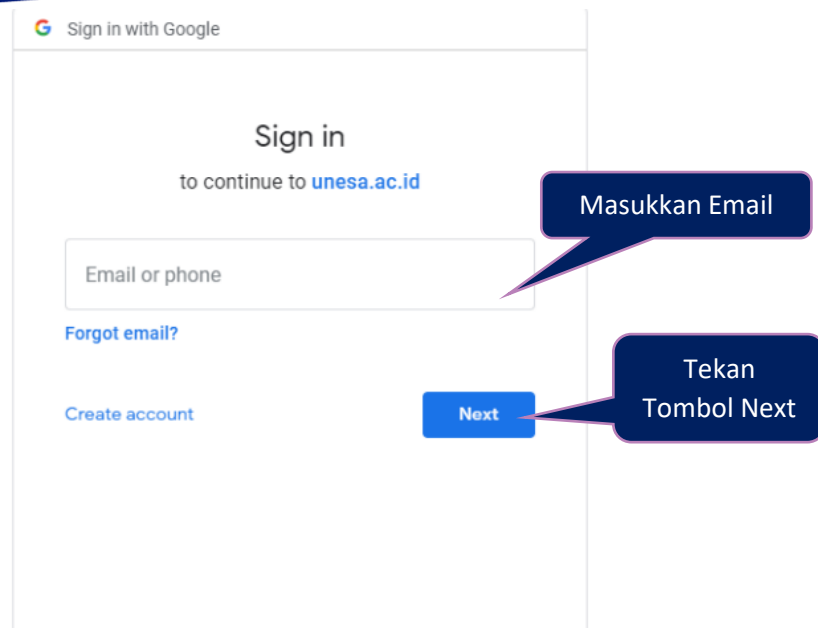 Sign in with Google
Sign in
to continue to unesa.ac.id
Masukkan Email
Email or phone
Forgot email?
Tekan
Tombol Next
Create account
Next